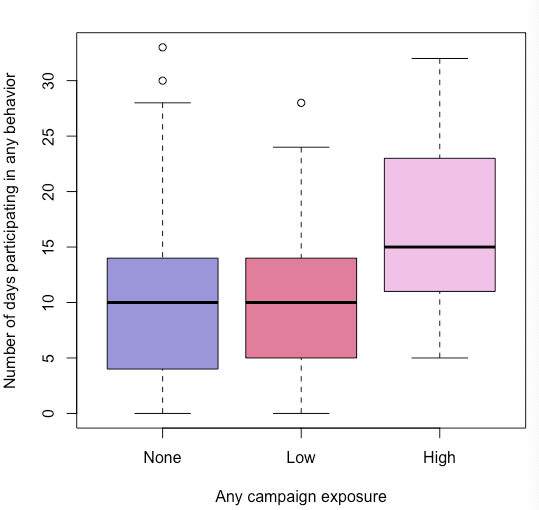 Number of days participating in any behavior
30
25
20
15
10
5
0
None Low High
Any campaign exposure